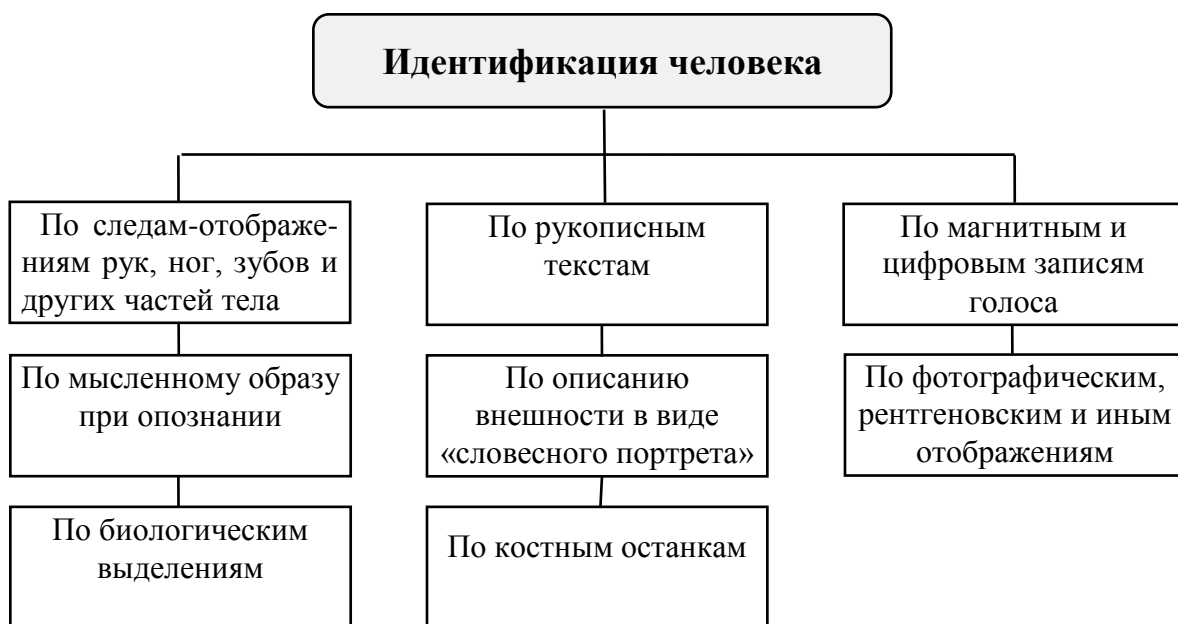 Идентификация человека
По следам-отображе-
ниям рук, ног, зубов и
других частей тела
По рукописным
текстам
По магнитным и
цифровым записям
голоса
По мысленному образу
при опознании
По описанию
внешности в виде
«словесного портрета»
По фотографическим,
рентгеновским и иным
отображениям
По биологическим
выделениям
По костным останкам